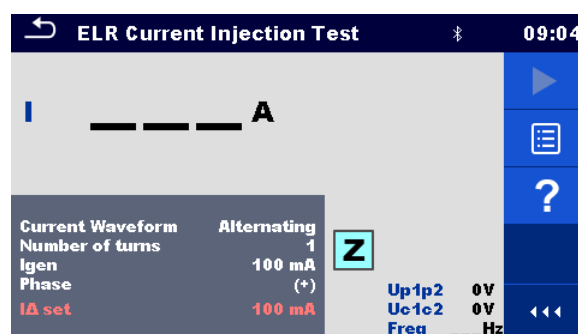 ELR Current Injection Test 09:04
I _ _ _ A
?
Current Waveform Alternating
Number of turns 1
Igen 100 mA
Phase (+)
IΔ set 100 mA
Z
Up1p2 0V
Uc1c2 0V
Freq ___Hz